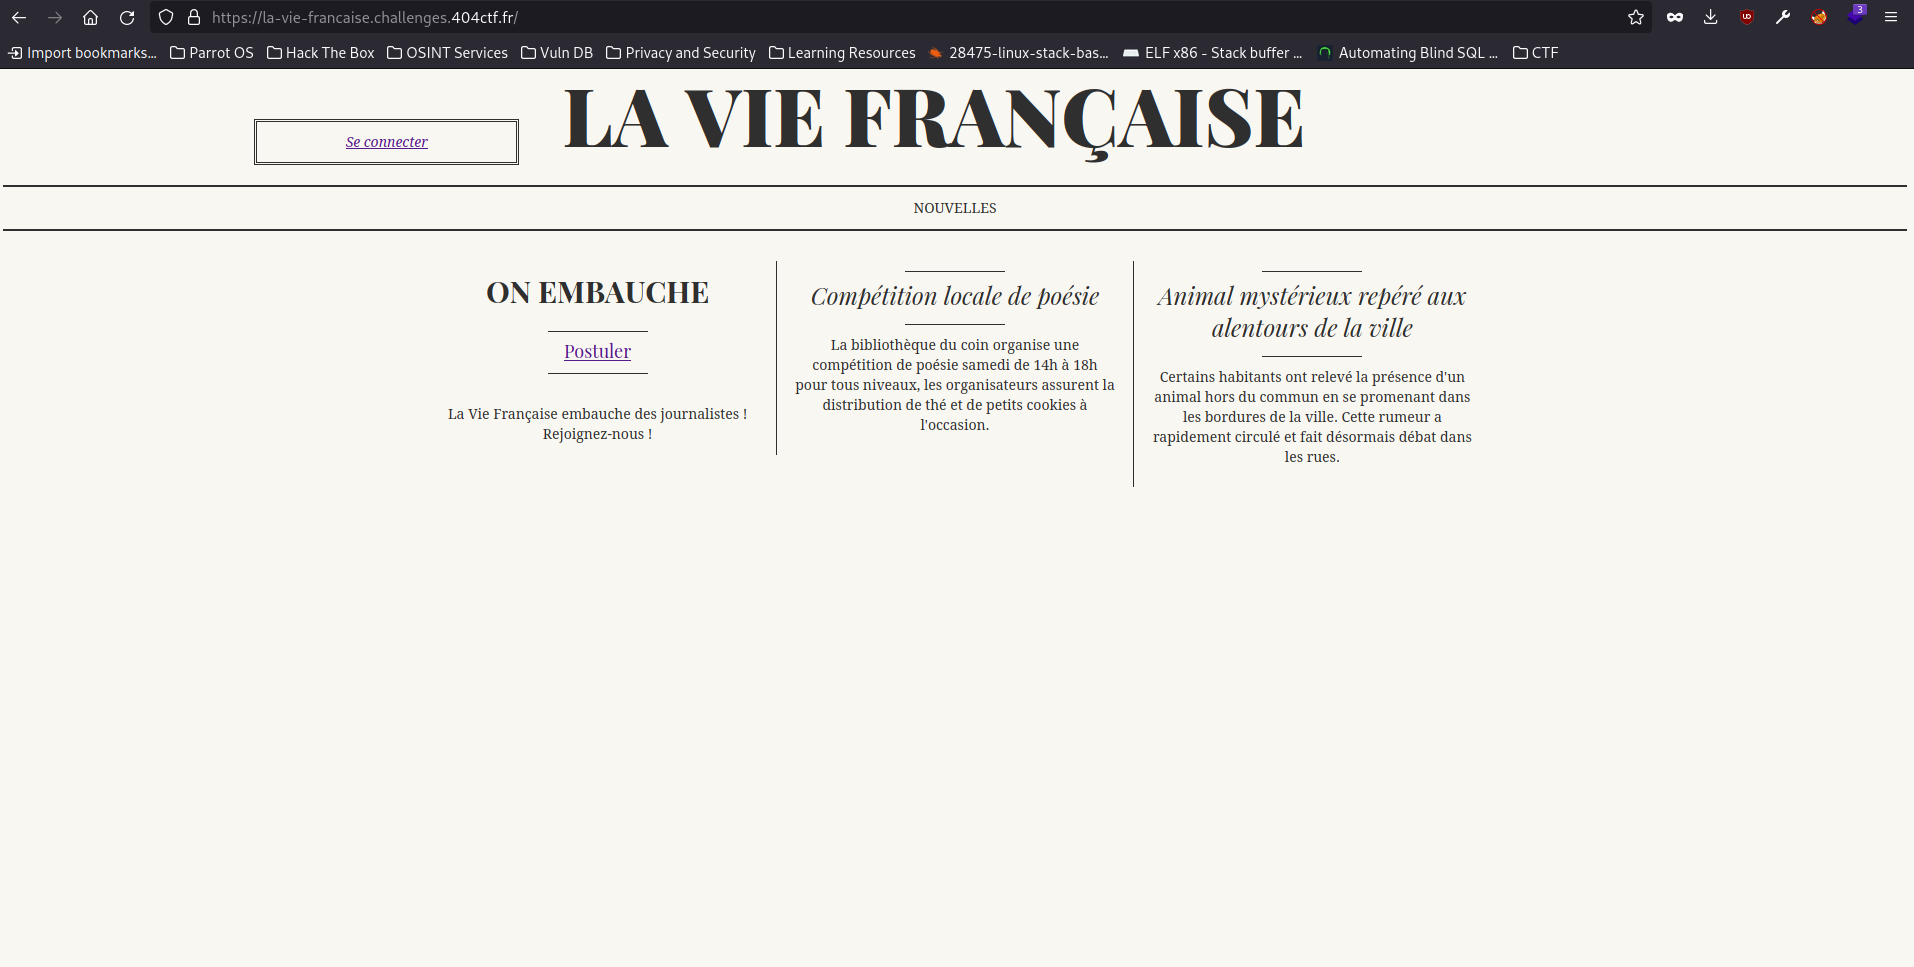 https://la-vie-francaise.challenges.404ctf.fr/
3
Import bookmarks... Parrot OS Hack The Box OSINT Services Vuln DB Privacy and Security Learning Resources 28475-linux-stack-bas... ELF x86 - Stack buffer ... Automating Blind SQL ... CTF
LA VIE FRANÇAISE
Se connecter
NOUVELLES
ON EMBAUCHE
Postuler
La Vie Française embauche des journalistes !
Rejoignez-nous !
Compétition locale de poésie
La bibliothèque du coin organise une
compétition de poésie samedi de 14h à 18h
pour tous niveaux, les organisateurs assurent la
distribution de thé et de petits cookies à
l'occasion.
Animal mystérieux repéré aux
alentours de la ville
Certains habitants ont relevé la présence d'un
animal hors du commun en se promenant dans
les bordures de la ville. Cette rumeur a
rapidement circulé et fait désormais débat dans
les rues.